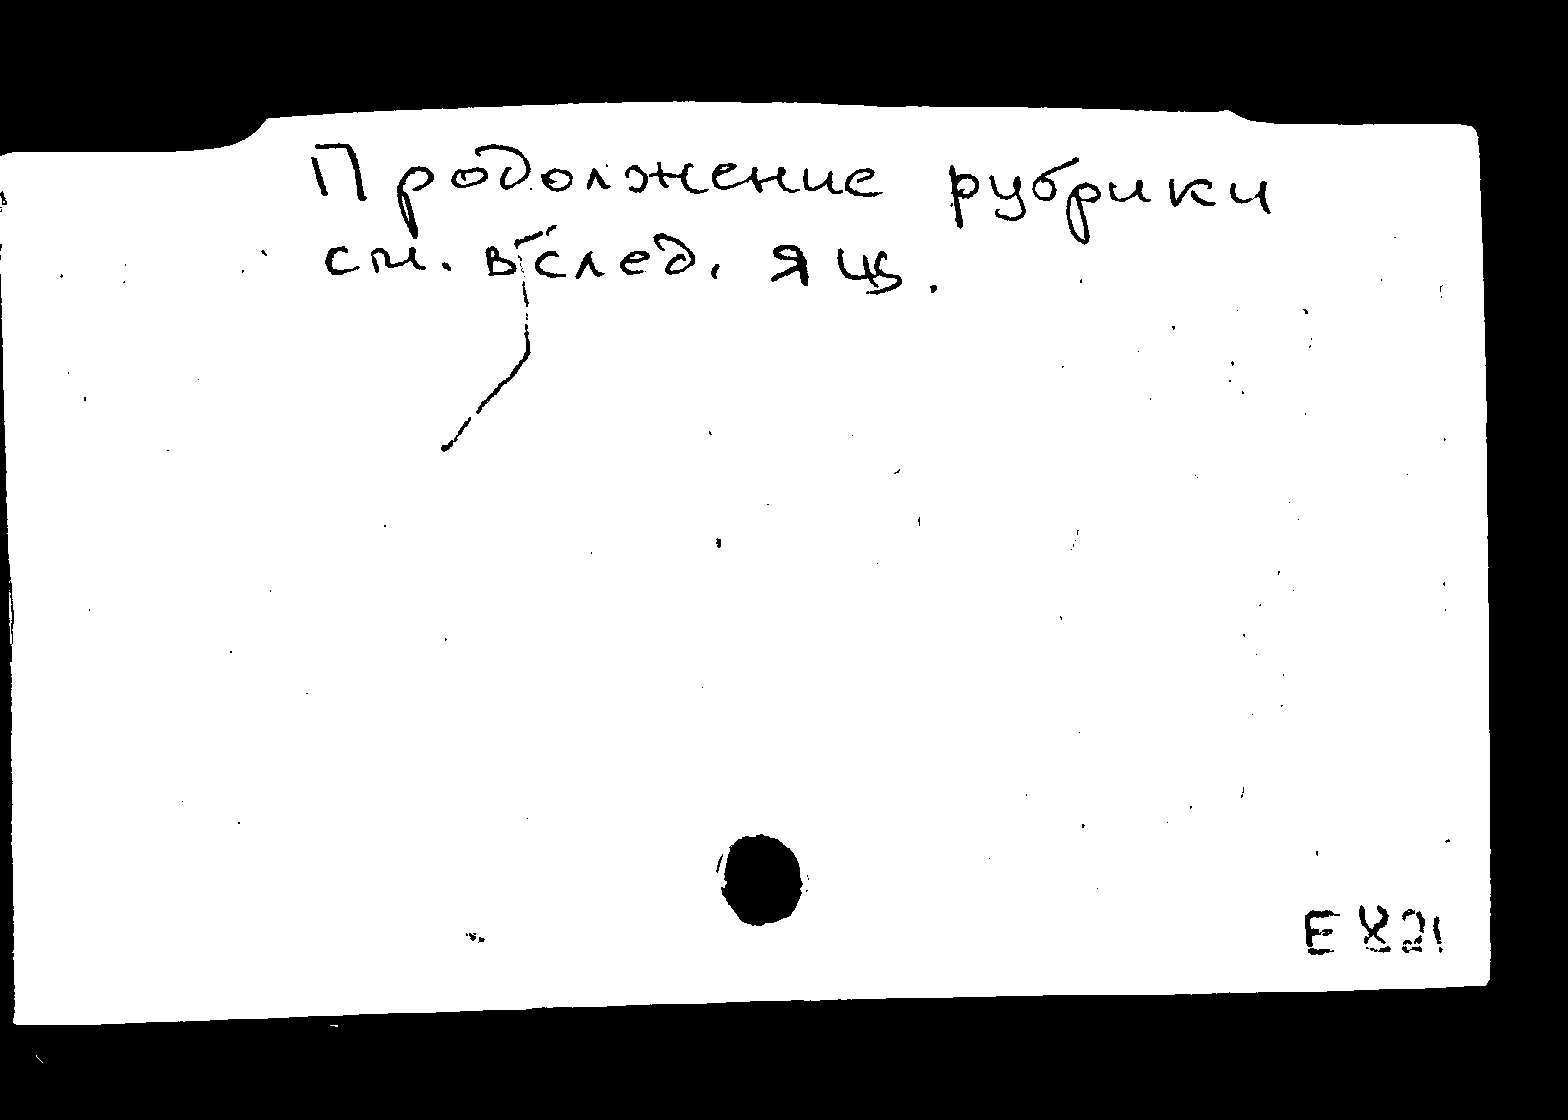 Продолжение рубрики
см. в след. ящ.
E 821